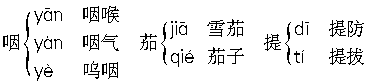 咽
yān 咽喉
yàn 咽气
yè 呜咽
茄
jiā 雪茄
qié 茄子
提
dī 提防
tí 提拔